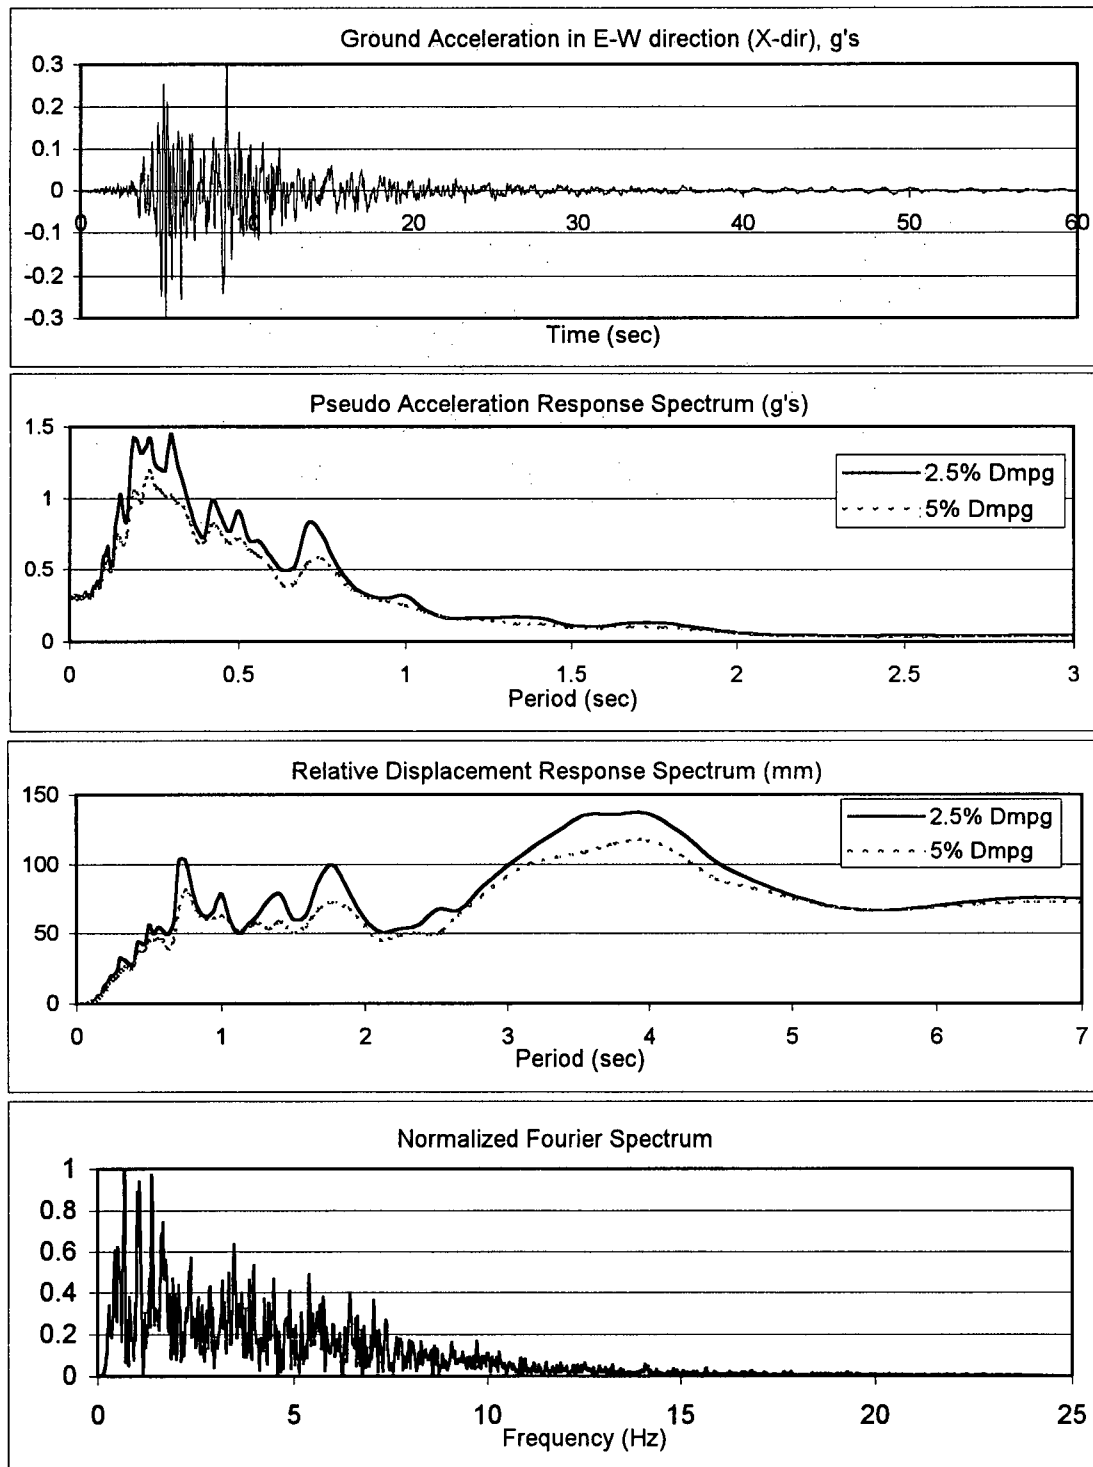 Ground Acceleration in E-W direction (X-dir), g's
0.3
0.2
0.1
0
-0.1
-0.2
-0.3
0 10 20 30 40 50 60
Time (sec)
Pseudo Acceleration Response Spectrum (g's)
1.5
1
0.5
0
2.5% Dmpg
5% Dmpg
0 0.5 1 1.5 2 2.5 3
Period (sec)
Relative Displacement Response Spectrum (mm)
150
100
50
0
2.5% Dmpg
5% Dmpg
0 1 2 3 4 5 6 7
Period (sec)
Normalized Fourier Spectrum
1
0.8
0.6
0.4
0.2
0
0 5 10 15 20 25
Frequency (Hz)